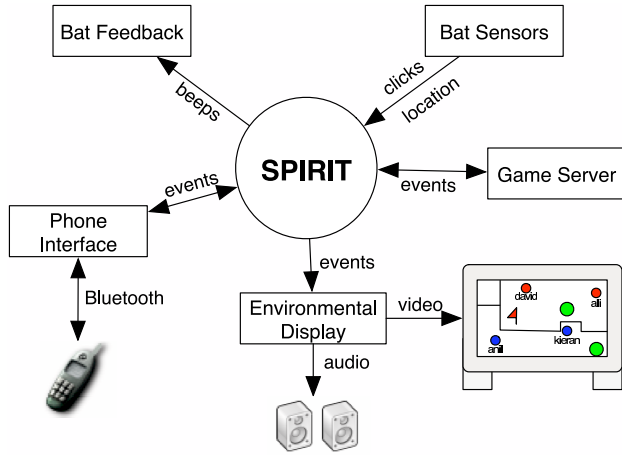 Bat Feedback
Bat Sensors
beeps
clicks
location
SPIRIT
events
events
Game Server
Phone
Interface
events
Bluetooth
Environmental
Display
video
audio
david
alli
anil
kieran